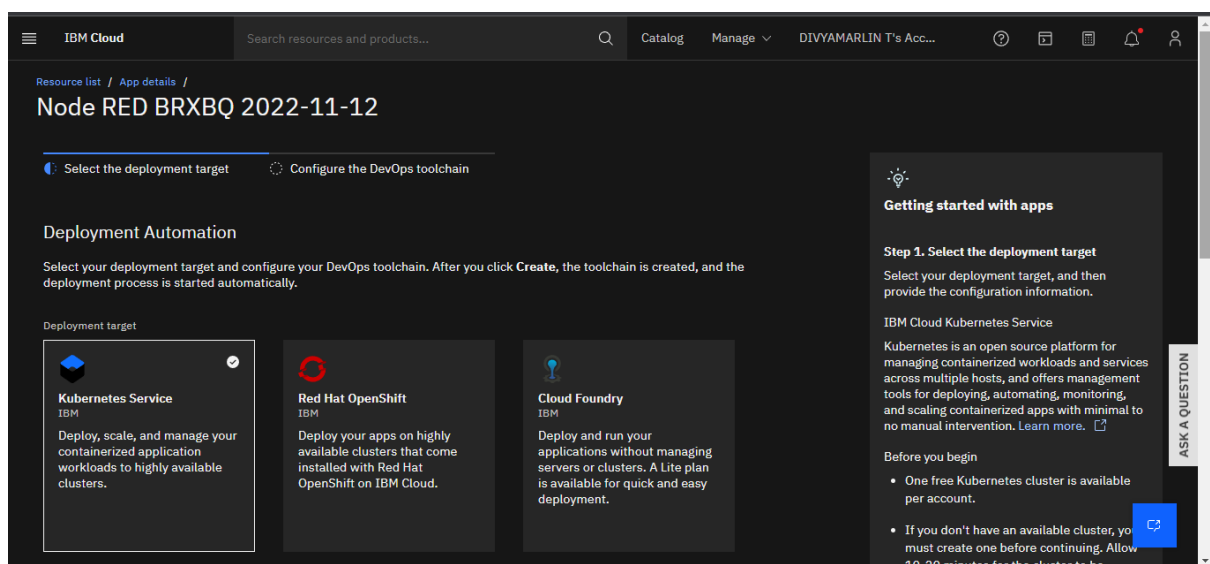 IBM Cloud
Search resources and products...
Catalog
Manage
DIVYAMARLIN T's Acc...
Resource list / App details /
Node RED BRXBQ 2022-11-12
Select the deployment target
Configure the DevOps toolchain
Deployment Automation
Select your deployment target and configure your DevOps toolchain. After you click Create, the toolchain is created, and the
deployment process is started automatically.
Deployment target
Kubernetes Service
IBM
Deploy, scale, and manage your
containerized application
workloads to highly available
clusters.
Red Hat OpenShift
IBM
Deploy your apps on highly
available clusters that come
installed with Red Hat
OpenShift on IBM Cloud.
Cloud Foundry
IBM
Deploy and run your
applications without managing
servers or clusters. A Lite plan
is available for quick and easy
deployment.
Getting started with apps
Step 1. Select the deployment target
Select your deployment target, and then
provide the configuration information.
IBM Cloud Kubernetes Service
Kubernetes is an open source platform for
managing containerized workloads and services
across multiple hosts, and offers management
tools for deploying, automating, monitoring,
and scaling containerized apps with minimal to
no manual intervention. Learn more.
Before you begin
• One free Kubernetes cluster is available
per account.
• If you don't have an available cluster, yo
must create one before continuing. Allow
ASK A QUESTION